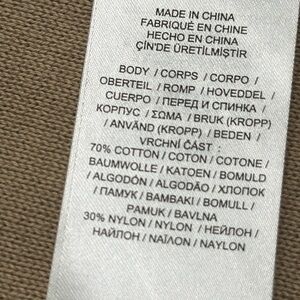 MADE IN CHINA
FABRIQUÉ EN CHINE
HECHO EN CHINA
ÇİN'DE ÜRETİLMİŞTİR
BODY / CORPS / CORPO /
OBERTEIL / ROMP / HOVEDDEL /
CUERPO / ПЕРЕД И СПИНКА /
КОРПУС / ΣΩΜΑ / BRUK (KROPP)
/ ANVÄND (KROPP) / BEDEN /
VRCHNÍ ČÁST :
70% COTTON / COTON / COTONE /
BAUMWOLLE / KATOEN / BOMULD
/ ALGODÓN / ALGODÃO / ХЛОПОК
/ ПАМУК / ΒΑΜΒΑΚΙ / BOMULL /
PAMUK / BAVLNA
30% NYLON / NYLON / НЕЙЛОН /
НАЙЛОН / ΝΑΪΛΟΝ / NAYLON